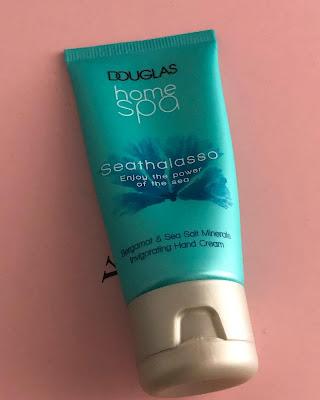 DOUGLAS
home
spa
Seathalasso
Enjoy the power
of the sea
Bergamot & Sea Salt Minerals
Invigorating Hand Cream